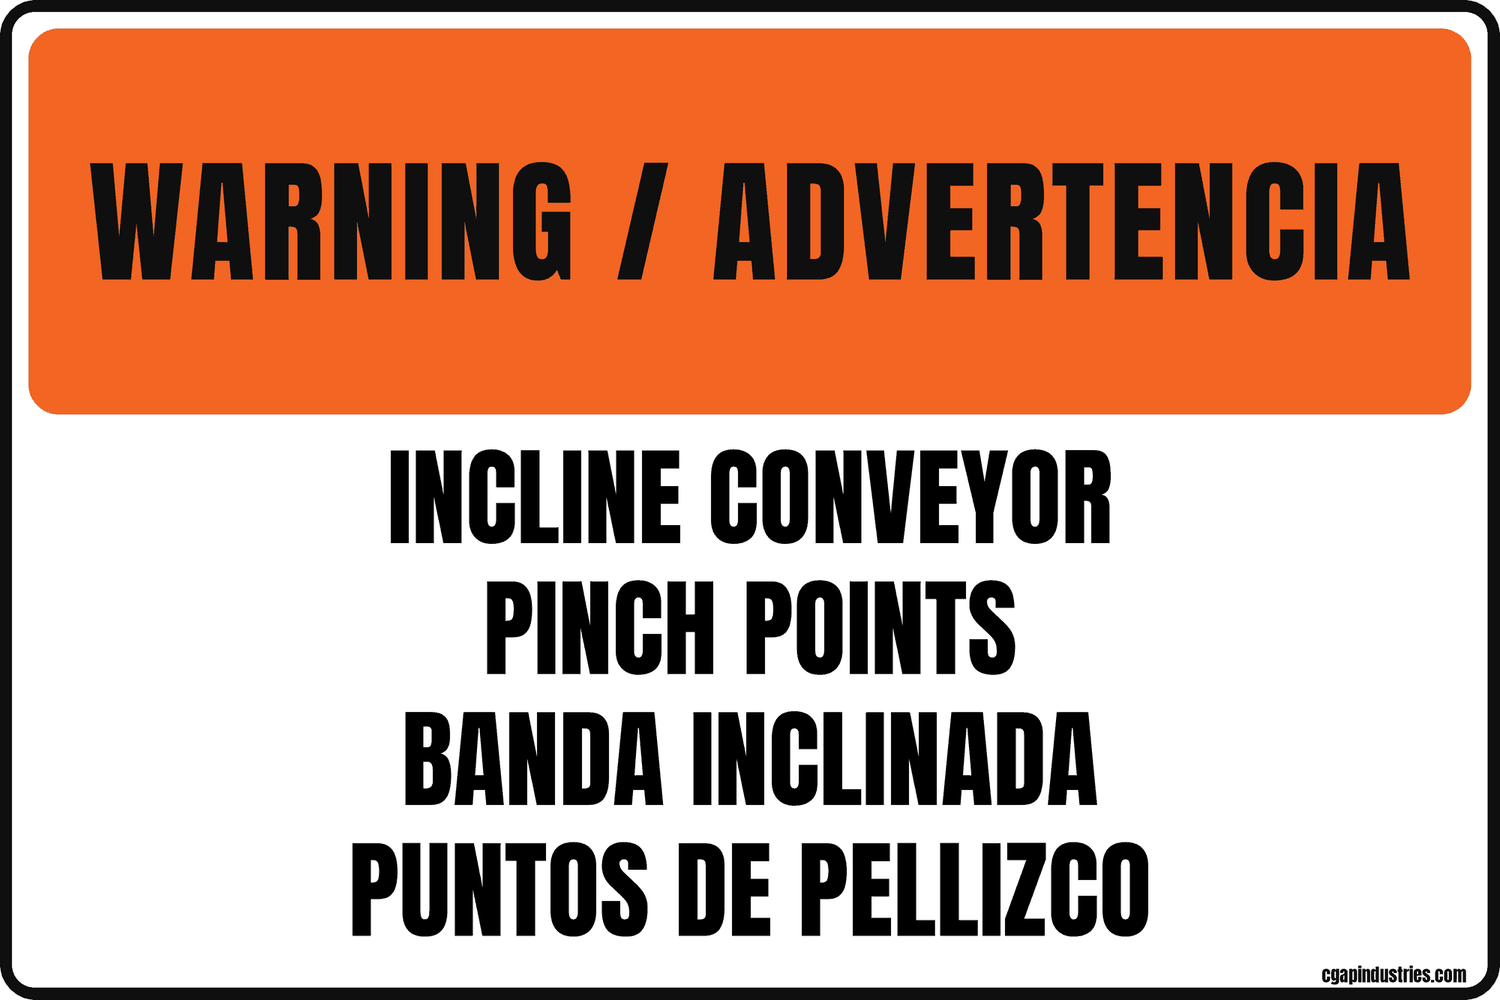 WARNING / ADVERTENCIA
INCLINE CONVEYOR
PINCH POINTS
BANDA INCLINADA
PUNTOS DE PELLIZCO
cgapindustries.com